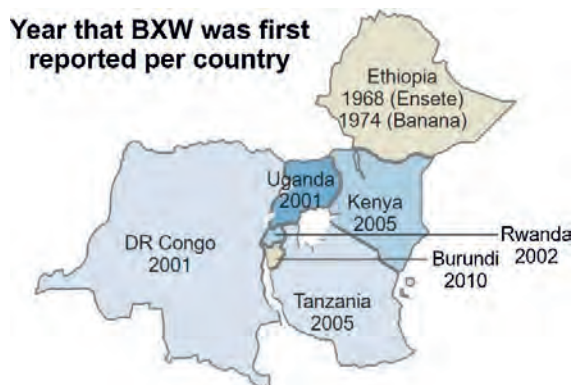 Year that BXW was first
reported per country
Ethiopia
1968 (Ensete)
1974 (Banana)
Uganda
2001
Kenya
2005
DR Congo
2001
Rwanda
2002
Burundi
2010
Tanzania
2005